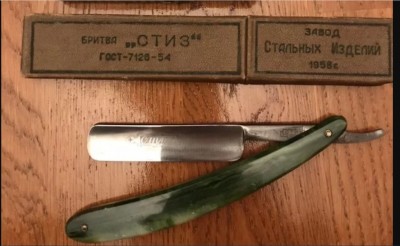 БРИТВА „СТИЗ“
ГОСТ-7126-54
ЗАВОД
Стальных Изделий
1958г.